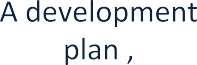 A development
plan ,